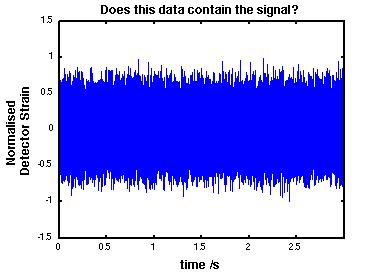 Does this data contain the signal?
1.5
1
0.5
0
-0.5
-1
-1.5
Normalised
Detector Strain
0 0.5 1 1.5 2 2.5
time /s